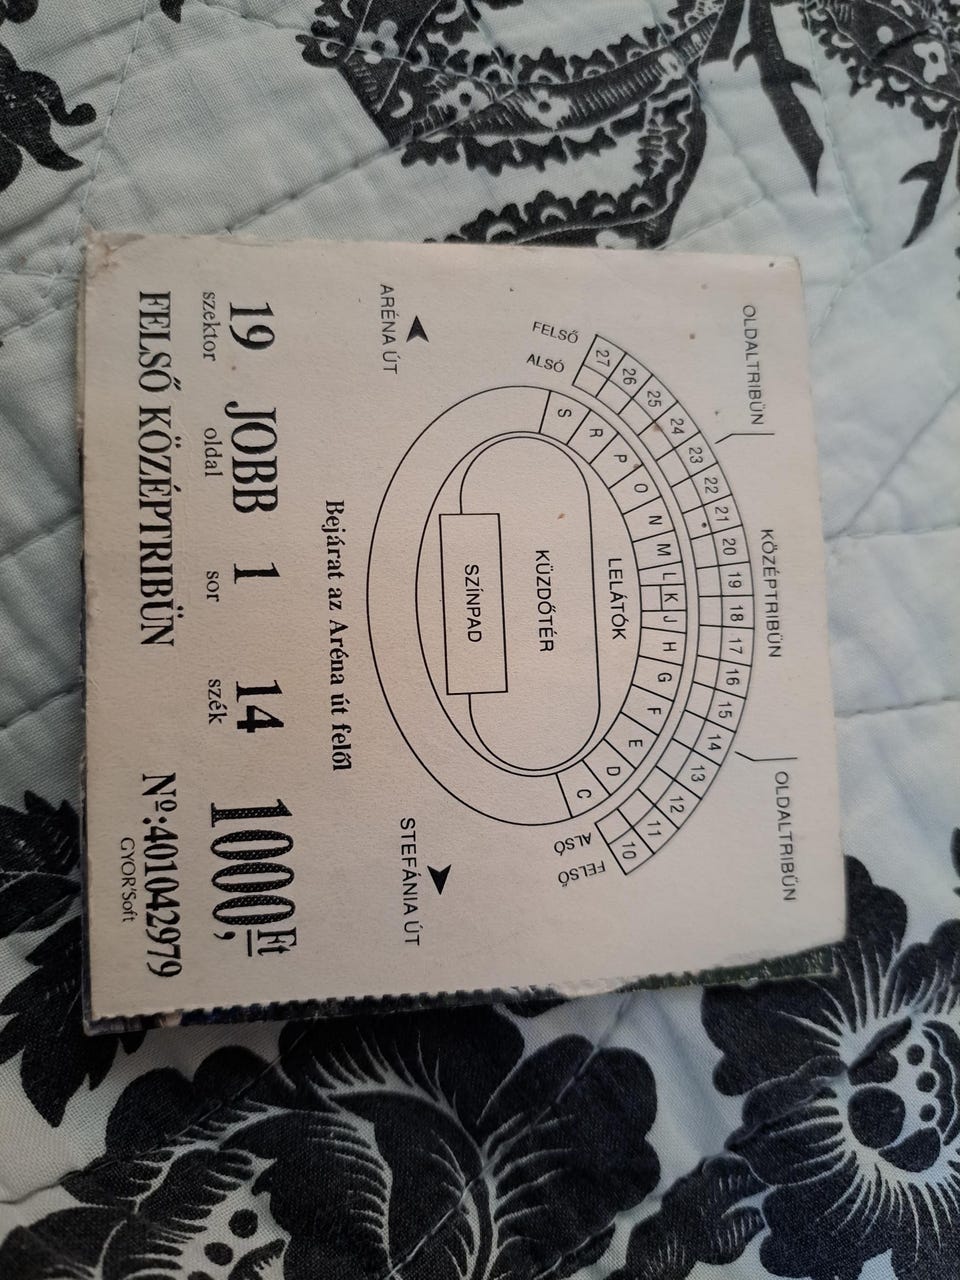 OLDALTRIBÜN
KÖZÉPTRIBÜN
OLDALTRIBÜN
FELSŐ
27 26 25 24 23 22 21 20 19 18 17 16 15 14 13 12 11 10
FELSŐ
ALSÓ
ALSÓ
S R P O N M L K J H G F E D C
LELÁTÓK
KÜZDŐTÉR
SZÍNPAD
ARÉNA ÚT
STEFÁNIA ÚT
Bejárat az Aréna út felől
19 JOBB 1 14 1000,Ft
szektor oldal sor szék
FELSŐ KÖZÉPTRIBÜN Nº:401042979
GYOR'Soft